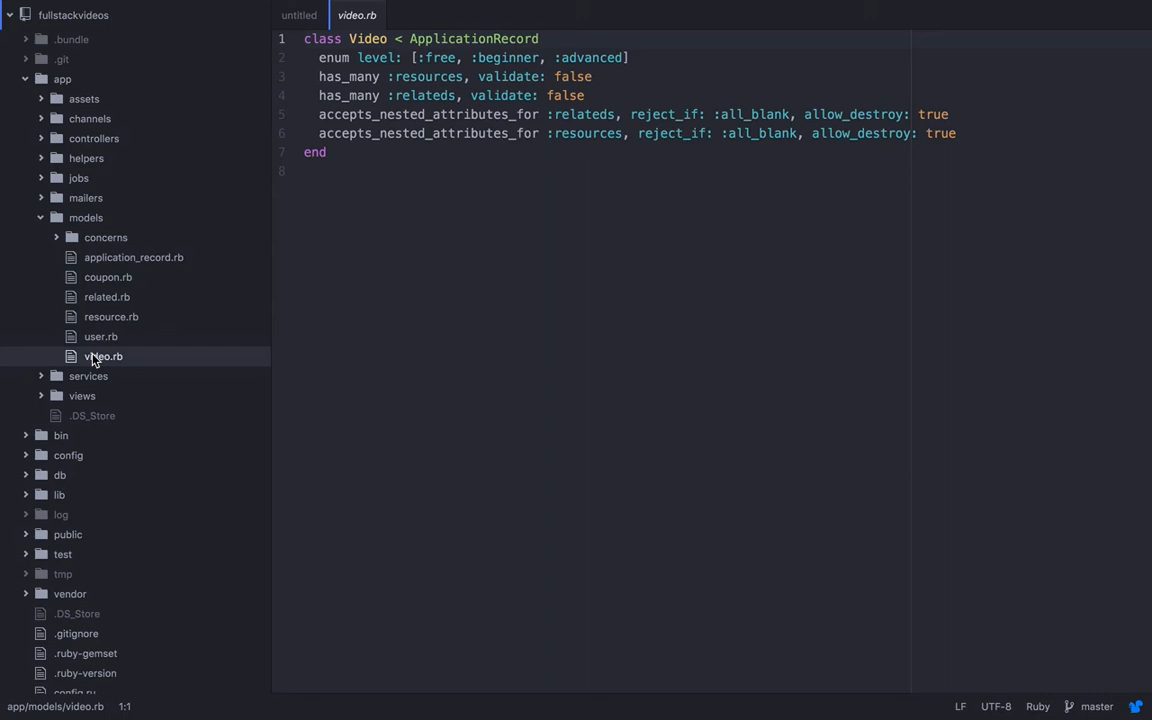 fullstackvideos
.bundle
.git
app
assets
channels
controllers
helpers
jobs
mailers
models
concerns
application_record.rb
coupon.rb
related.rb
resource.rb
user.rb
video.rb
services
views
.DS_Store
bin
config
db
lib
log
public
test
tmp
vendor
.DS_Store
.gitignore
.ruby-gemset
.ruby-version
config.ru
untitled
video.rb
1 class Video < ApplicationRecord
2 enum level: [:free, :beginner, :advanced]
3 has_many :resources, validate: false
4 has_many :relateds, validate: false
5 accepts_nested_attributes_for :relateds, reject_if: :all_blank, allow_destroy: true
6 accepts_nested_attributes_for :resources, reject_if: :all_blank, allow_destroy: true
7 end
8
app/models/video.rb 1:1 LF UTF-8 Ruby master